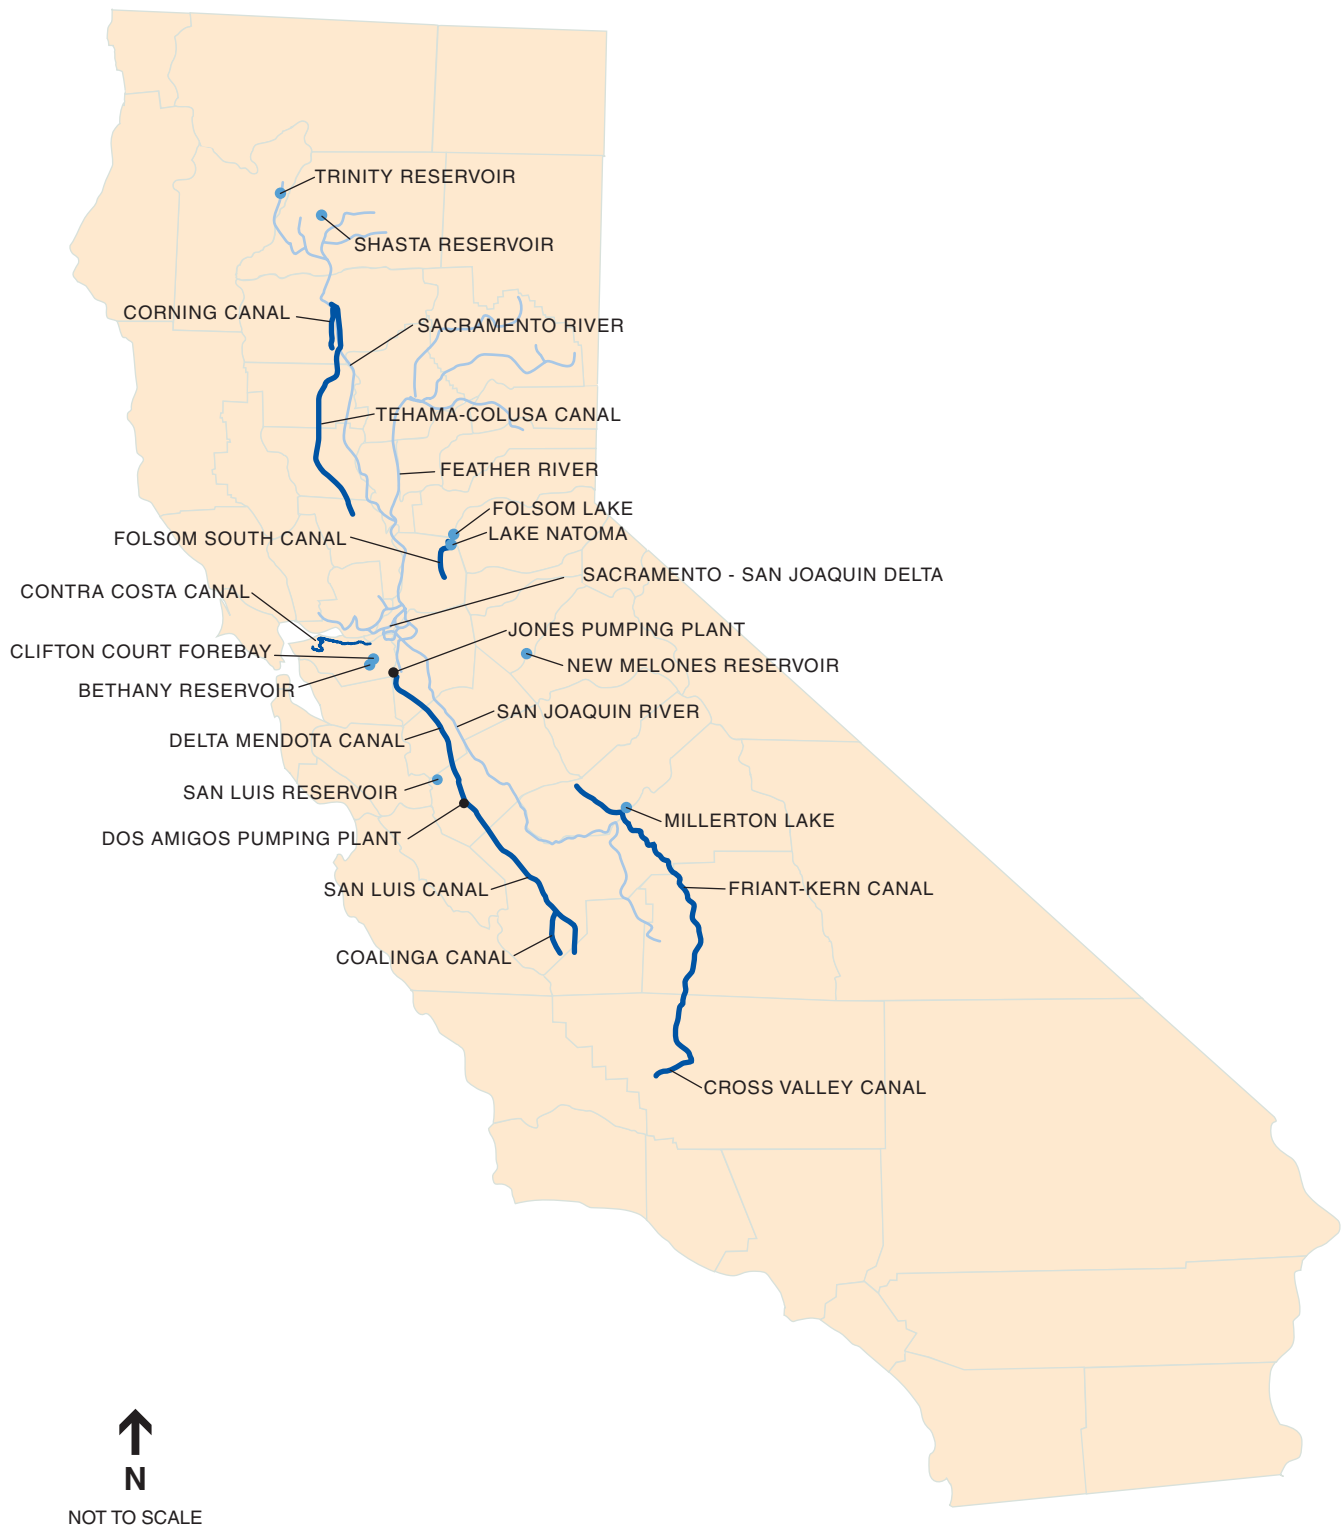 TRINITY RESERVOIR
SHASTA RESERVOIR
CORNING CANAL
SACRAMENTO RIVER
TEHAMA-COLUSA CANAL
FEATHER RIVER
FOLSOM LAKE
LAKE NATOMA
FOLSOM SOUTH CANAL
SACRAMENTO - SAN JOAQUIN DELTA
CONTRA COSTA CANAL
JONES PUMPING PLANT
CLIFTON COURT FOREBAY
NEW MELONES RESERVOIR
BETHANY RESERVOIR
SAN JOAQUIN RIVER
DELTA MENDOTA CANAL
SAN LUIS RESERVOIR
MILLERTON LAKE
DOS AMIGOS PUMPING PLANT
SAN LUIS CANAL
FRIANT-KERN CANAL
COALINGA CANAL
CROSS VALLEY CANAL
N
NOT TO SCALE